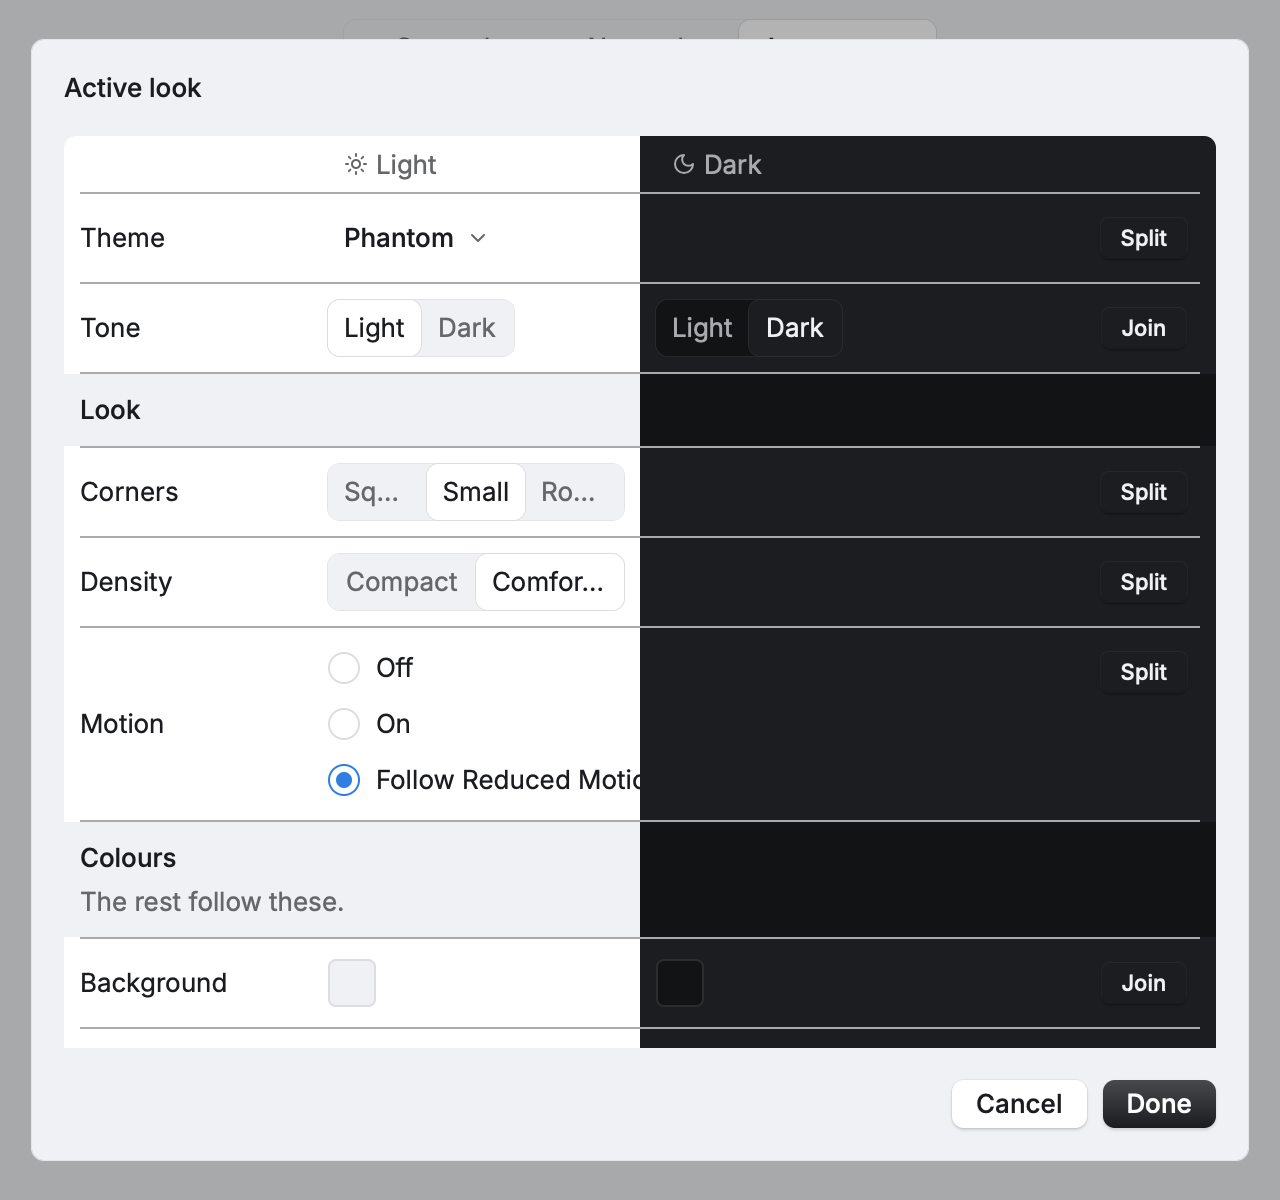 Active look
Light Dark
Theme Phantom Split
Tone Light Dark Light Dark Join
Look
Corners Sq... Small Ro... Split
Density Compact Comfor... Split
Off Split
Motion On
Follow Reduced Motio
Colours
The rest follow these.
Background Join
Cancel Done